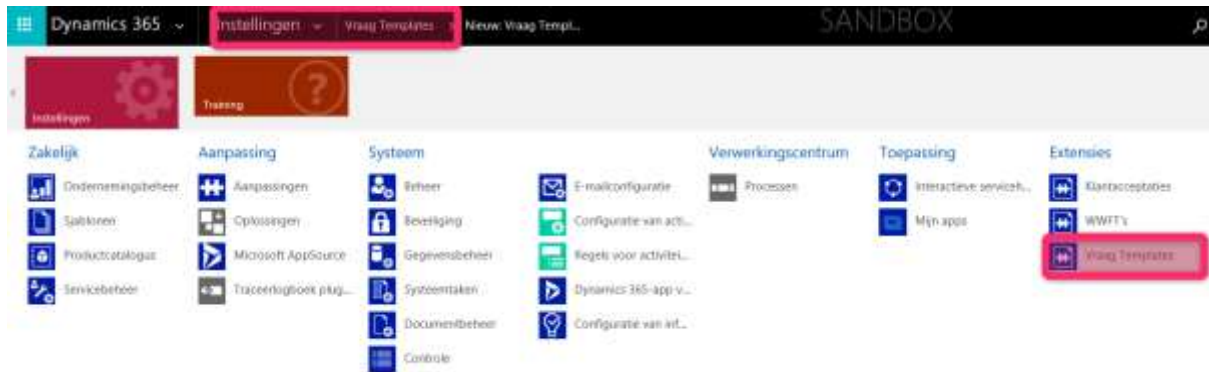 Dynamics 365
Instellingen
Vraag Templates
Nieuw: Vraag Templ...
SANDBOX
Instellingen
Training
Zakelijk
Ondernemingsbeheer
Sjablonen
Productcatalogus
Servicebeheer
Aanpassing
Aanpassingen
Oplossingen
Microsoft AppSource
Traceerlogboek plug...
Systeem
Beheer
Beveiliging
Gegevensbeheer
Systeemtaken
Documentbeheer
Controle
E-mailconfiguratie
Configuratie van acti...
Regels voor activitei...
Dynamics 365-app v...
Configuratie van inf...
Verwerkingscentrum
Processen
Toepassing
Interactieve serviceh...
Mijn apps
Extensies
Klantacceptaties
WWFT's
Vraag Templates